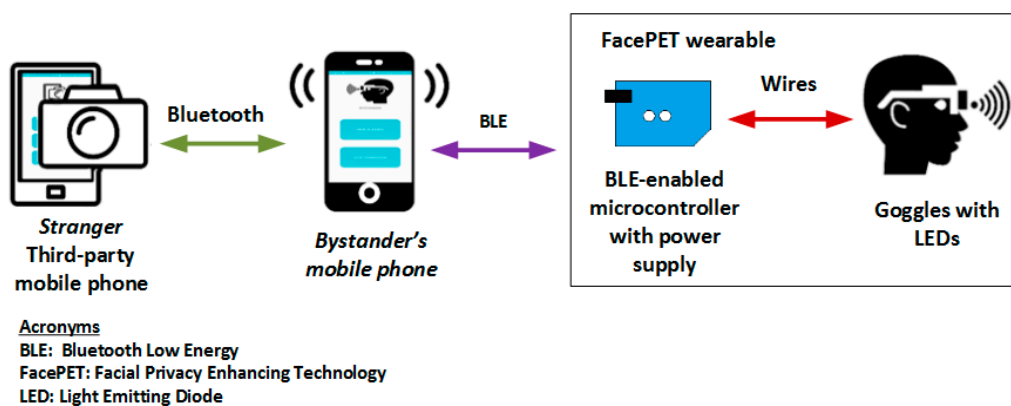 FacePET wearable
Bluetooth
BLE
Wires
Stranger
Third-party
mobile phone
Bystander's
mobile phone
BLE-enabled
microcontroller
with power
supply
Goggles with
LEDs
Acronyms
BLE:  Bluetooth Low Energy
FacePET: Facial Privacy Enhancing Technology
LED: Light Emitting Diode